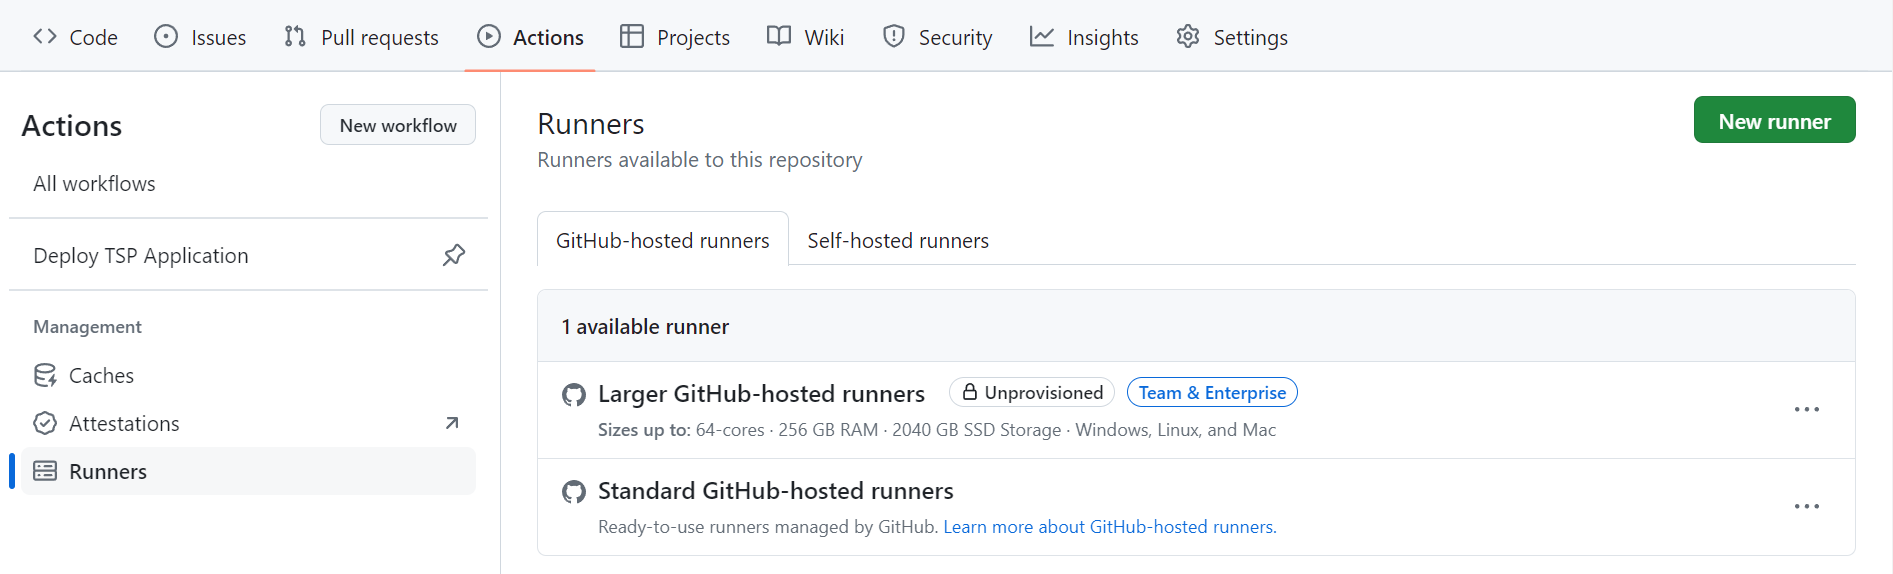 Code Issues Pull requests Actions Projects Wiki Security Insights Settings
Actions
New workflow
All workflows
Deploy TSP Application
Management
Caches
Attestations
Runners
Runners
New runner
Runners available to this repository
GitHub-hosted runners
Self-hosted runners
1 available runner
Larger GitHub-hosted runners Unprovisioned Team & Enterprise
Sizes up to: 64-cores · 256 GB RAM · 2040 GB SSD Storage · Windows, Linux, and Mac
Standard GitHub-hosted runners
Ready-to-use runners managed by GitHub. Learn more about GitHub-hosted runners.